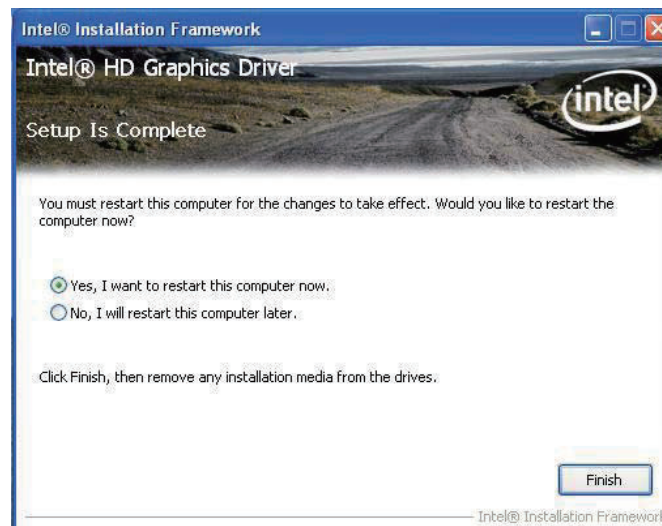 Intel® Installation Framework
Intel® HD Graphics Driver
intel
Setup Is Complete
You must restart this computer for the changes to take effect. Would you like to restart the
computer now?
Yes, I want to restart this computer now.
No, I will restart this computer later.
Click Finish, then remove any installation media from the drives.
Finish
Intel® Installation Framework